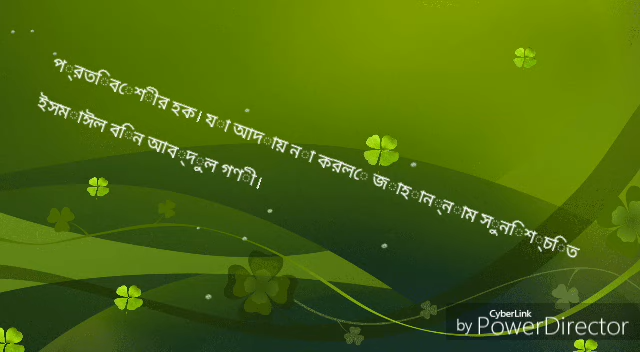 প্রতিবেশীর হক। যা আদায় না করলে জাহান্নাম সুনিশ্চিত
ইসমাঈল বিন আব্দুল গণী।
CyberLink
by PowerDirector